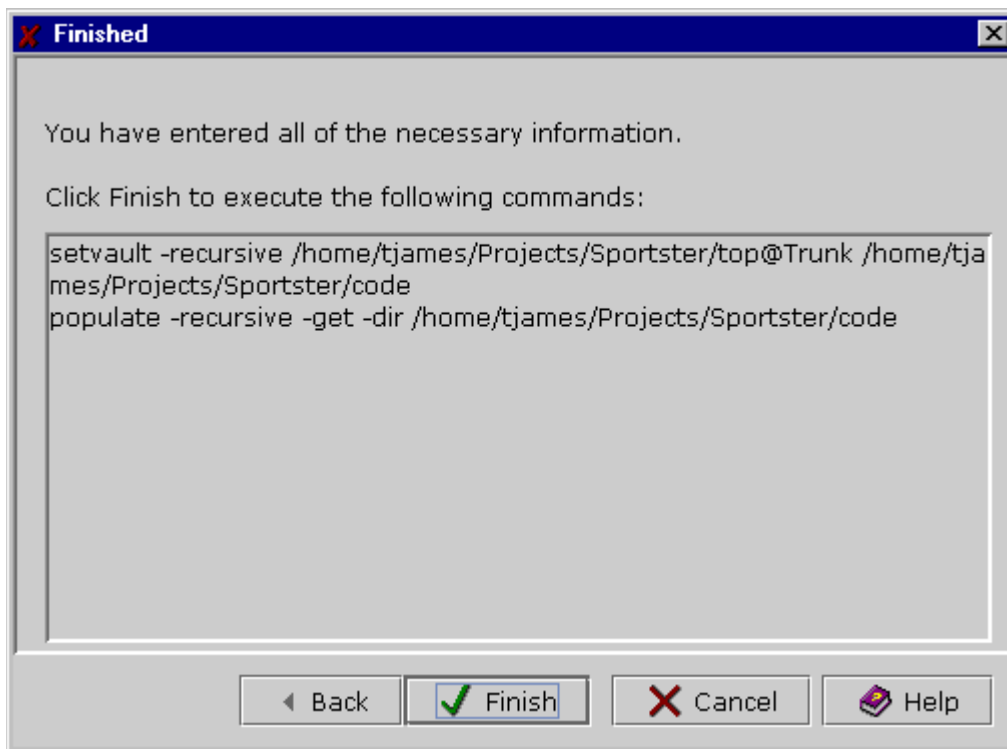 Finished
You have entered all of the necessary information.
Click Finish to execute the following commands:
setvault -recursive /home/tjames/Projects/Sportster/top@Trunk /home/tja
mes/Projects/Sportster/code
populate -recursive -get -dir /home/tjames/Projects/Sportster/code
Back Finish Cancel Help